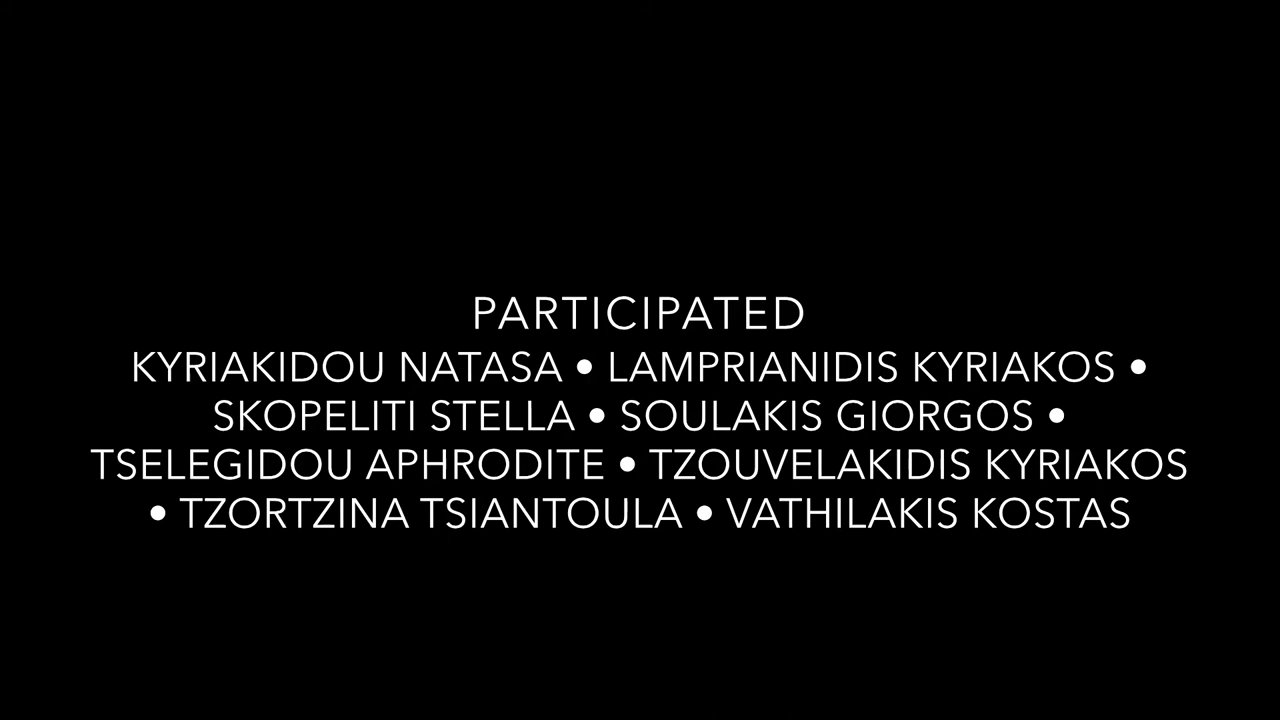 PARTICIPATED
KYRIAKIDOU NATASA • LAMPRIANIDIS KYRIAKOS •
SKOPELITI STELLA • SOULAKIS GIORGOS •
TSELEGIDOU APHRODITE • TZOUVELAKIDIS KYRIAKOS
• TZORTZINA TSIANTOULA • VATHILAKIS KOSTAS